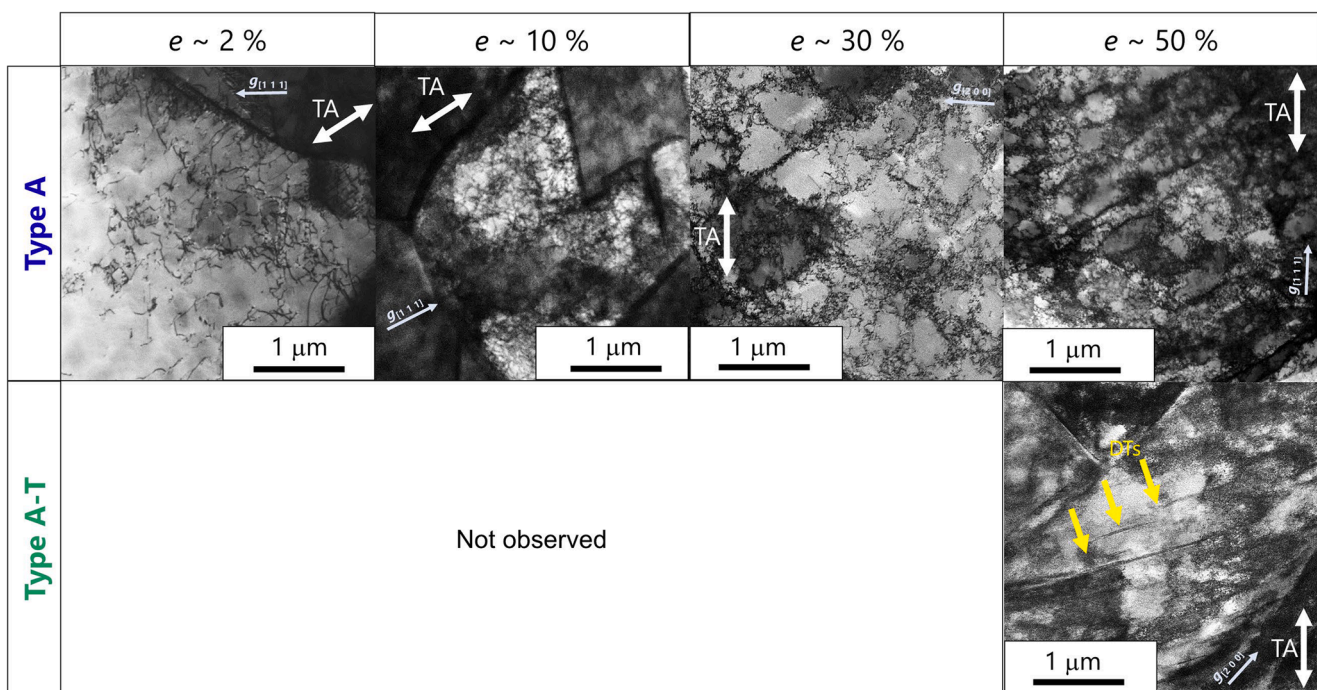 e ~ 2 %
e ~ 10 %
e ~ 30 %
e ~ 50 %
Type A
g[1 1 1]
TA
1 μm
TA
g[1 1 1]
1 μm
g[2 0 0]
TA
1 μm
TA
g[1 1 1]
1 μm
Type A-T
Not observed
DTs
TA
g[2 0 0]
1 μm